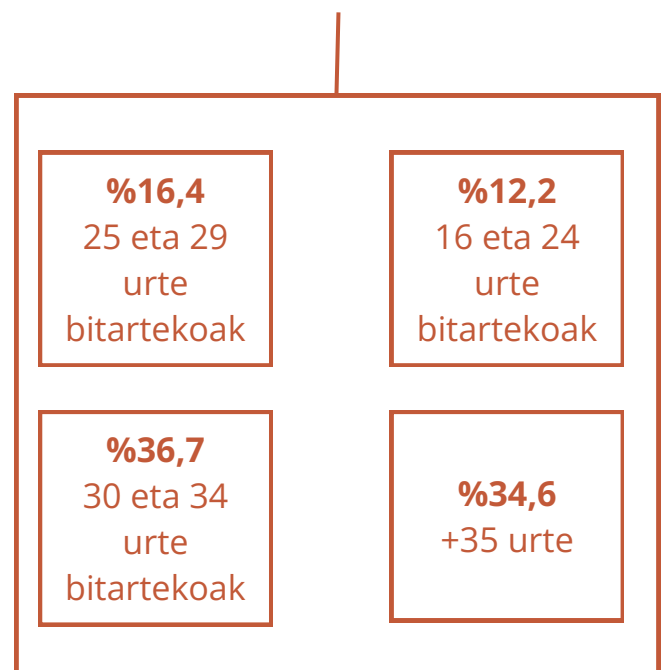 %16,4
25 eta 29
urte
bitartekoak
%12,2
16 eta 24
urte
bitartekoak
%36,7
30 eta 34
urte
bitartekoak
%34,6
+35 urte